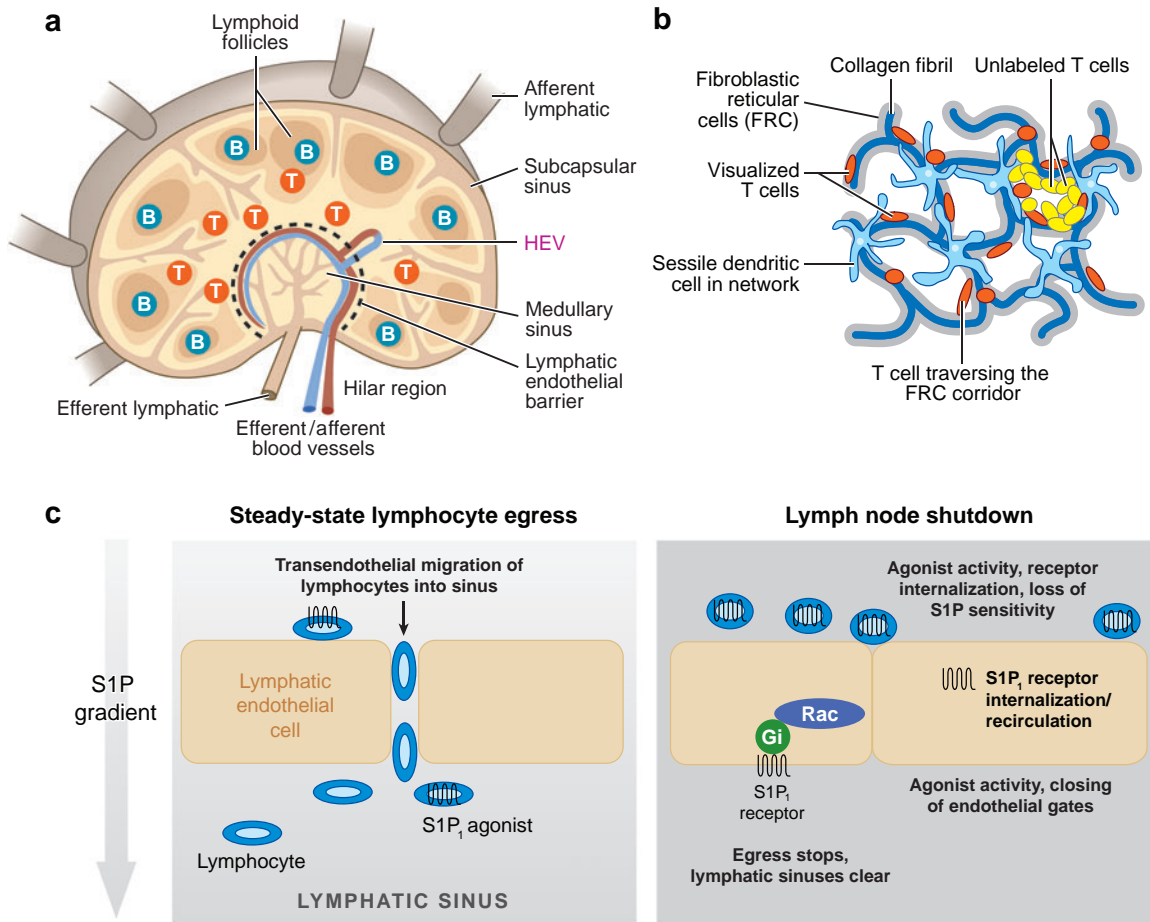 a
Lymphoid
follicles
Afferent
lymphatic
Subcapsular
sinus
HEV
Medullary
sinus
Lymphatic
endothelial
barrier
Hilar region
Efferent lymphatic
Efferent/afferent
blood vessels
B
B
B
B
B
B
B
B
T
T
T
T
T
T
T
b
Collagen fibril
Unlabeled T cells
Fibroblastic
reticular
cells (FRC)
Visualized
T cells
Sessile dendritic
cell in network
T cell traversing the
FRC corridor
c
Steady-state lymphocyte egress
Lymph node shutdown
S1P
gradient
Transendothelial migration of
lymphocytes into sinus
Lymphatic
endothelial
cell
S1P₁ agonist
Lymphocyte
LYMPHATIC SINUS
Agonist activity, receptor
internalization, loss of
S1P sensitivity
S1P₁ receptor
internalization/
recirculation
Rac
Gi
S1P₁
receptor
Agonist activity, closing
of endothelial gates
Egress stops,
lymphatic sinuses clear